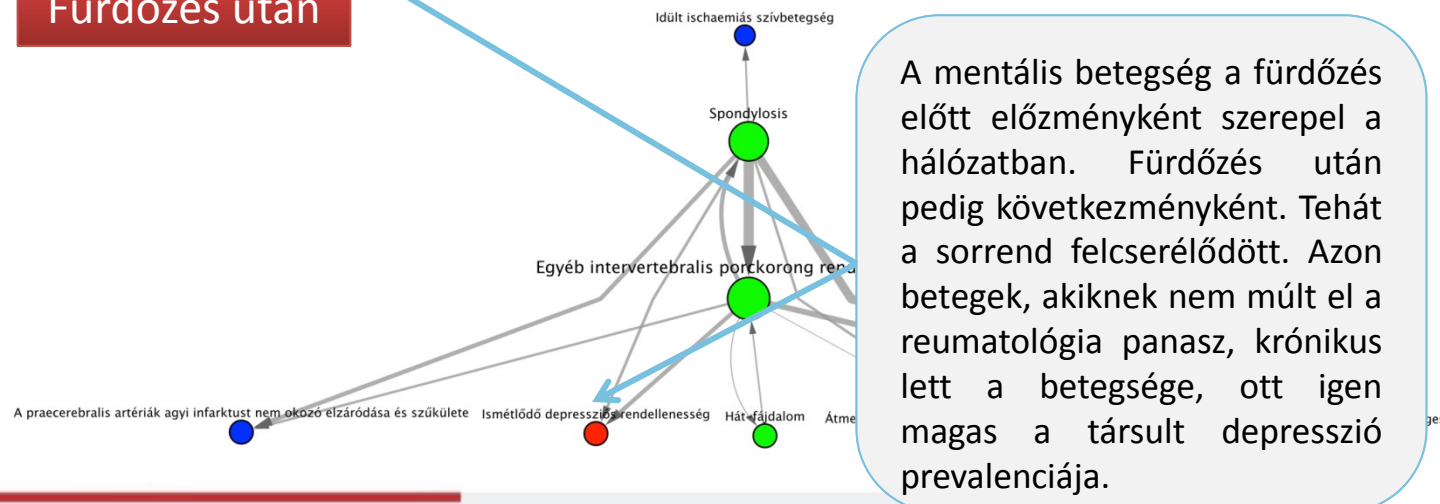 Fürdőzés után
Idült ischaemiás szívbetegség
Spondylosis
Egyéb intervertebralis porckorong
A praecerebralis artériák agyi infarktust nem okozó elzáródása és szűkülete
Ismétlődő depressziós rendellenesség
Hát-fájdalom
A mentális betegség a fürdőzés
előtt előzményként szerepel a
hálózatban. Fürdőzés után
pedig következményként. Tehát
a sorrend felcserélődött. Azon
betegek, akiknek nem múlt el a
reumatológia panasz, krónikus
lett a betegsége, ott igen
magas a társult depresszió
prevalenciája.